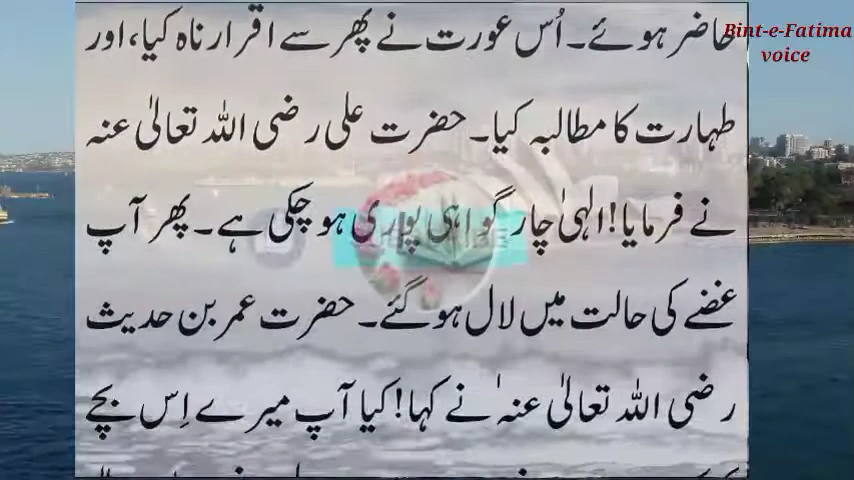 Bint-e-Fatima
voice
حاضر ہوئے۔ اُس عورت نے پھر سے اقرار ناہ کیا، اور
طہارت کا مطالبہ کیا۔ حضرت علی رضی اللہ تعالیٰ عنہ
نے فرمایا! الہیٰ چار گواہی پوری ہو چکی ہے۔ پھر آپ
غضے کی حالت میں لال ہو گئے۔ حضرت عمر بن حدیث
رضی اللہ تعالیٰ عنہٰ نے کہا! کیا آپ میرے اِس بچے